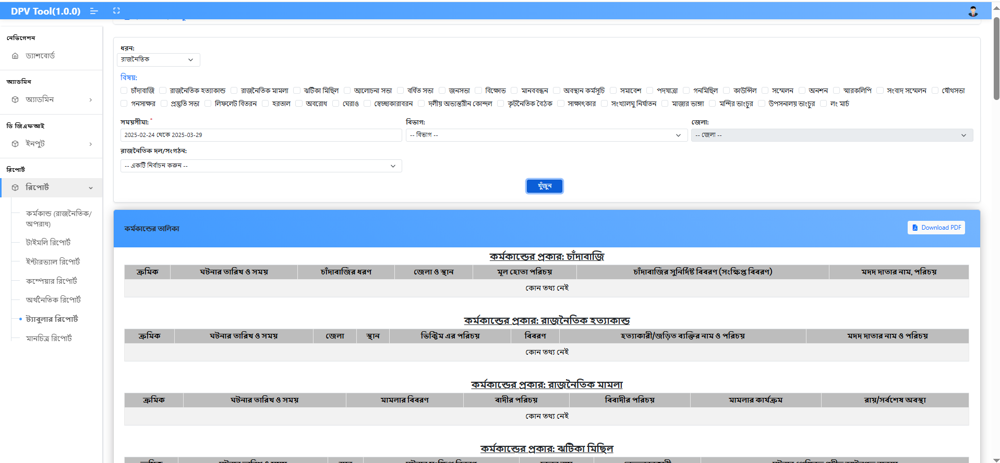 DPV Tool(1.0.0)
নেভিগেশন
ড্যাশবোর্ড
অ্যাডমিন
অ্যাডমিন
ডি জিএফআই
ইনপুট
রিপোর্ট
রিপোর্ট
কর্মকান্ড (রাজনৈতিক/
অপরাধ)
টাইমলি রিপোর্ট
ইন্টারভ্যাল রিপোর্ট
কম্পেয়ার রিপোর্ট
অর্থনৈতিক রিপোর্ট
ট্যাবুলার রিপোর্ট
মানচিত্র রিপোর্ট
ধরন:
রাজনৈতিক
বিষয়:
চাঁদাবাজি রাজনৈতিক হত্যাকান্ড রাজনৈতিক মামলা ঝটিকা মিছিল আলোচনা সভা বর্ধিত সভা জনসভা বিক্ষোভ মানববন্ধন অবস্থান কর্মসূচি সমাবেশ পদযাত্রা গনমিছিল কাউন্সিল সম্মেলন অনশন স্মারকলিপি সংবাদ সম্মেলন যৌথসভা
গনসাক্ষর প্রস্তুতি সভা লিফলেট বিতরন হরতাল অবরোধ ঘেরাও স্বেচ্ছাকারাবরন দলীয় অভ্যন্তরীন কোন্দল কূটনৈতিক বৈঠক সাক্ষাৎকার সংখ্যালঘু নির্যাতন মাজার ভাঙ্গা মন্দির ভাংচুর উপসনালয় ভাংচুর লং মার্চ
সময়সীমা: * বিভাগ: জেলা:
2025-02-24 থেকে 2025-03-29 -- বিভাগ -- -- জেলা --
রাজনৈতিক দল/সংগঠন:
-- একটি নির্বাচন করুন --
খুঁজুন
কর্মকান্ডের তালিকা Download PDF
কর্মকান্ডের প্রকার: চাঁদাবাজি
ক্রমিক ঘটনার তারিখ ও সময় চাঁদাবাজির ধরণ জেলা ও স্থান মূল হোতা পরিচয় চাঁদাবাজির সুনির্দিষ্ট বিবরণ (সংক্ষিপ্ত বিবরণ) মদদ দাতার নাম, পরিচয়
কোন তথ্য নেই
কর্মকান্ডের প্রকার: রাজনৈতিক হত্যাকান্ড
ক্রমিক ঘটনার তারিখ ও সময় জেলা স্থান ভিক্টিম এর পরিচয় বিবরণ হত্যাকারী/জড়িত ব্যক্তির নাম ও পরিচয় মদদ দাতার নাম ও পরিচয়
কোন তথ্য নেই
কর্মকান্ডের প্রকার: রাজনৈতিক মামলা
ক্রমিক ঘটনার তারিখ ও সময় মামলার বিবরণ বাদীর পরিচয় বিবাদীর পরিচয় মামলার কার্যক্রম রায়/সর্বশেষ অবস্থা
কোন তথ্য নেই
কর্মকান্ডের প্রকার: ঝটিকা মিছিল